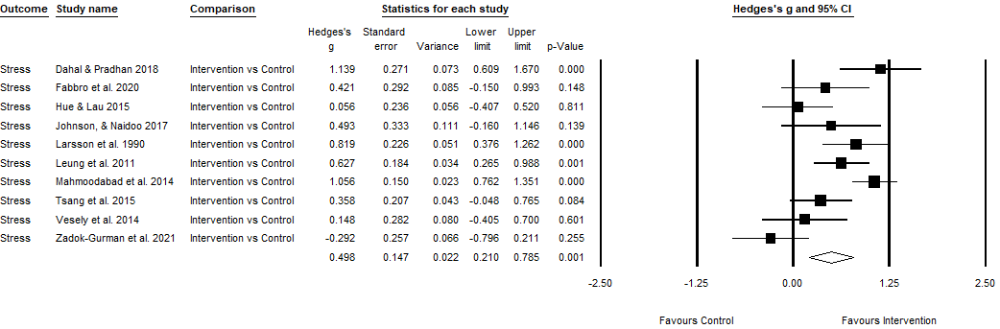 Outcome Study name Comparison Statistics for each study Hedges's g and 95% CI
Hedges's Standard Lower Upper
g error Variance limit limit p-Value
Stress Dahal & Pradhan 2018 Intervention vs Control 1.139 0.271 0.073 0.609 1.670 0.000
Stress Fabbro et al. 2020 Intervention vs Control 0.421 0.292 0.085 -0.150 0.993 0.148
Stress Hue & Lau 2015 Intervention vs Control 0.056 0.236 0.056 -0.407 0.520 0.811
Stress Johnson, & Naidoo 2017 Intervention vs Control 0.493 0.333 0.111 -0.160 1.146 0.139
Stress Larsson et al. 1990 Intervention vs Control 0.819 0.226 0.051 0.376 1.262 0.000
Stress Leung et al. 2011 Intervention vs Control 0.627 0.184 0.034 0.265 0.988 0.001
Stress Mahmoodabad et al. 2014 Intervention vs Control 1.056 0.150 0.023 0.762 1.351 0.000
Stress Tsang et al. 2015 Intervention vs Control 0.358 0.207 0.043 -0.048 0.765 0.084
Stress Vesely et al. 2014 Intervention vs Control 0.148 0.282 0.080 -0.405 0.700 0.601
Stress Zadok-Gurman et al. 2021 Intervention vs Control -0.292 0.257 0.066 -0.796 0.211 0.255
0.498 0.147 0.022 0.210 0.785 0.001
-2.50 -1.25 0.00 1.25 2.50
Favours Control Favours Intervention